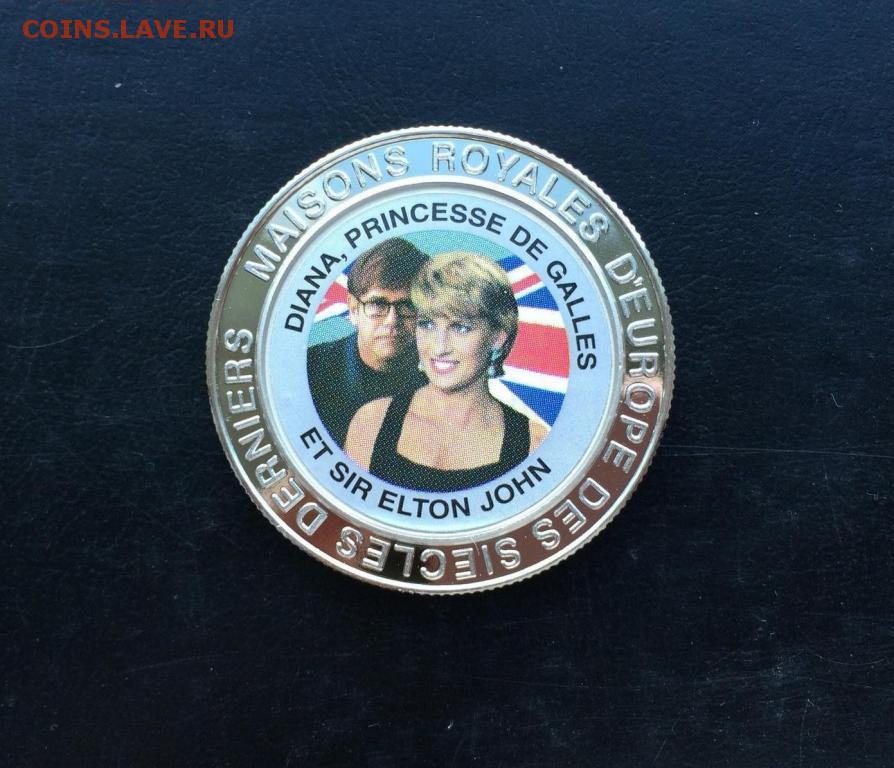 COINS.LAVE.RU
MAISONS ROYALES D'EUROPE DES SIECLES DERNIERS
DIANA, PRINCESSE DE GALLES
ET SIR ELTON JOHN